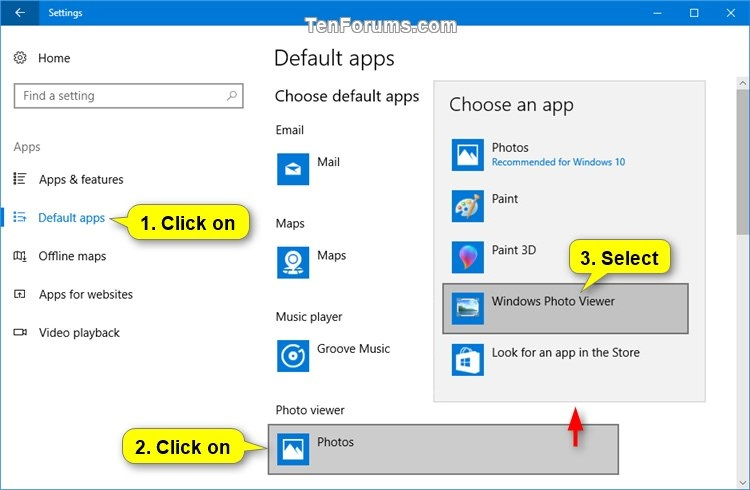 Settings
TenForums.com
Home
Find a setting
Apps
Apps & features
Default apps
Offline maps
Apps for websites
Video playback
1. Click on
Default apps
Choose default apps
Email
Mail
Maps
Maps
Music player
Groove Music
Photo viewer
2. Click on
Photos
Choose an app
Photos
Recommended for Windows 10
Paint
Paint 3D
3. Select
Windows Photo Viewer
Look for an app in the Store